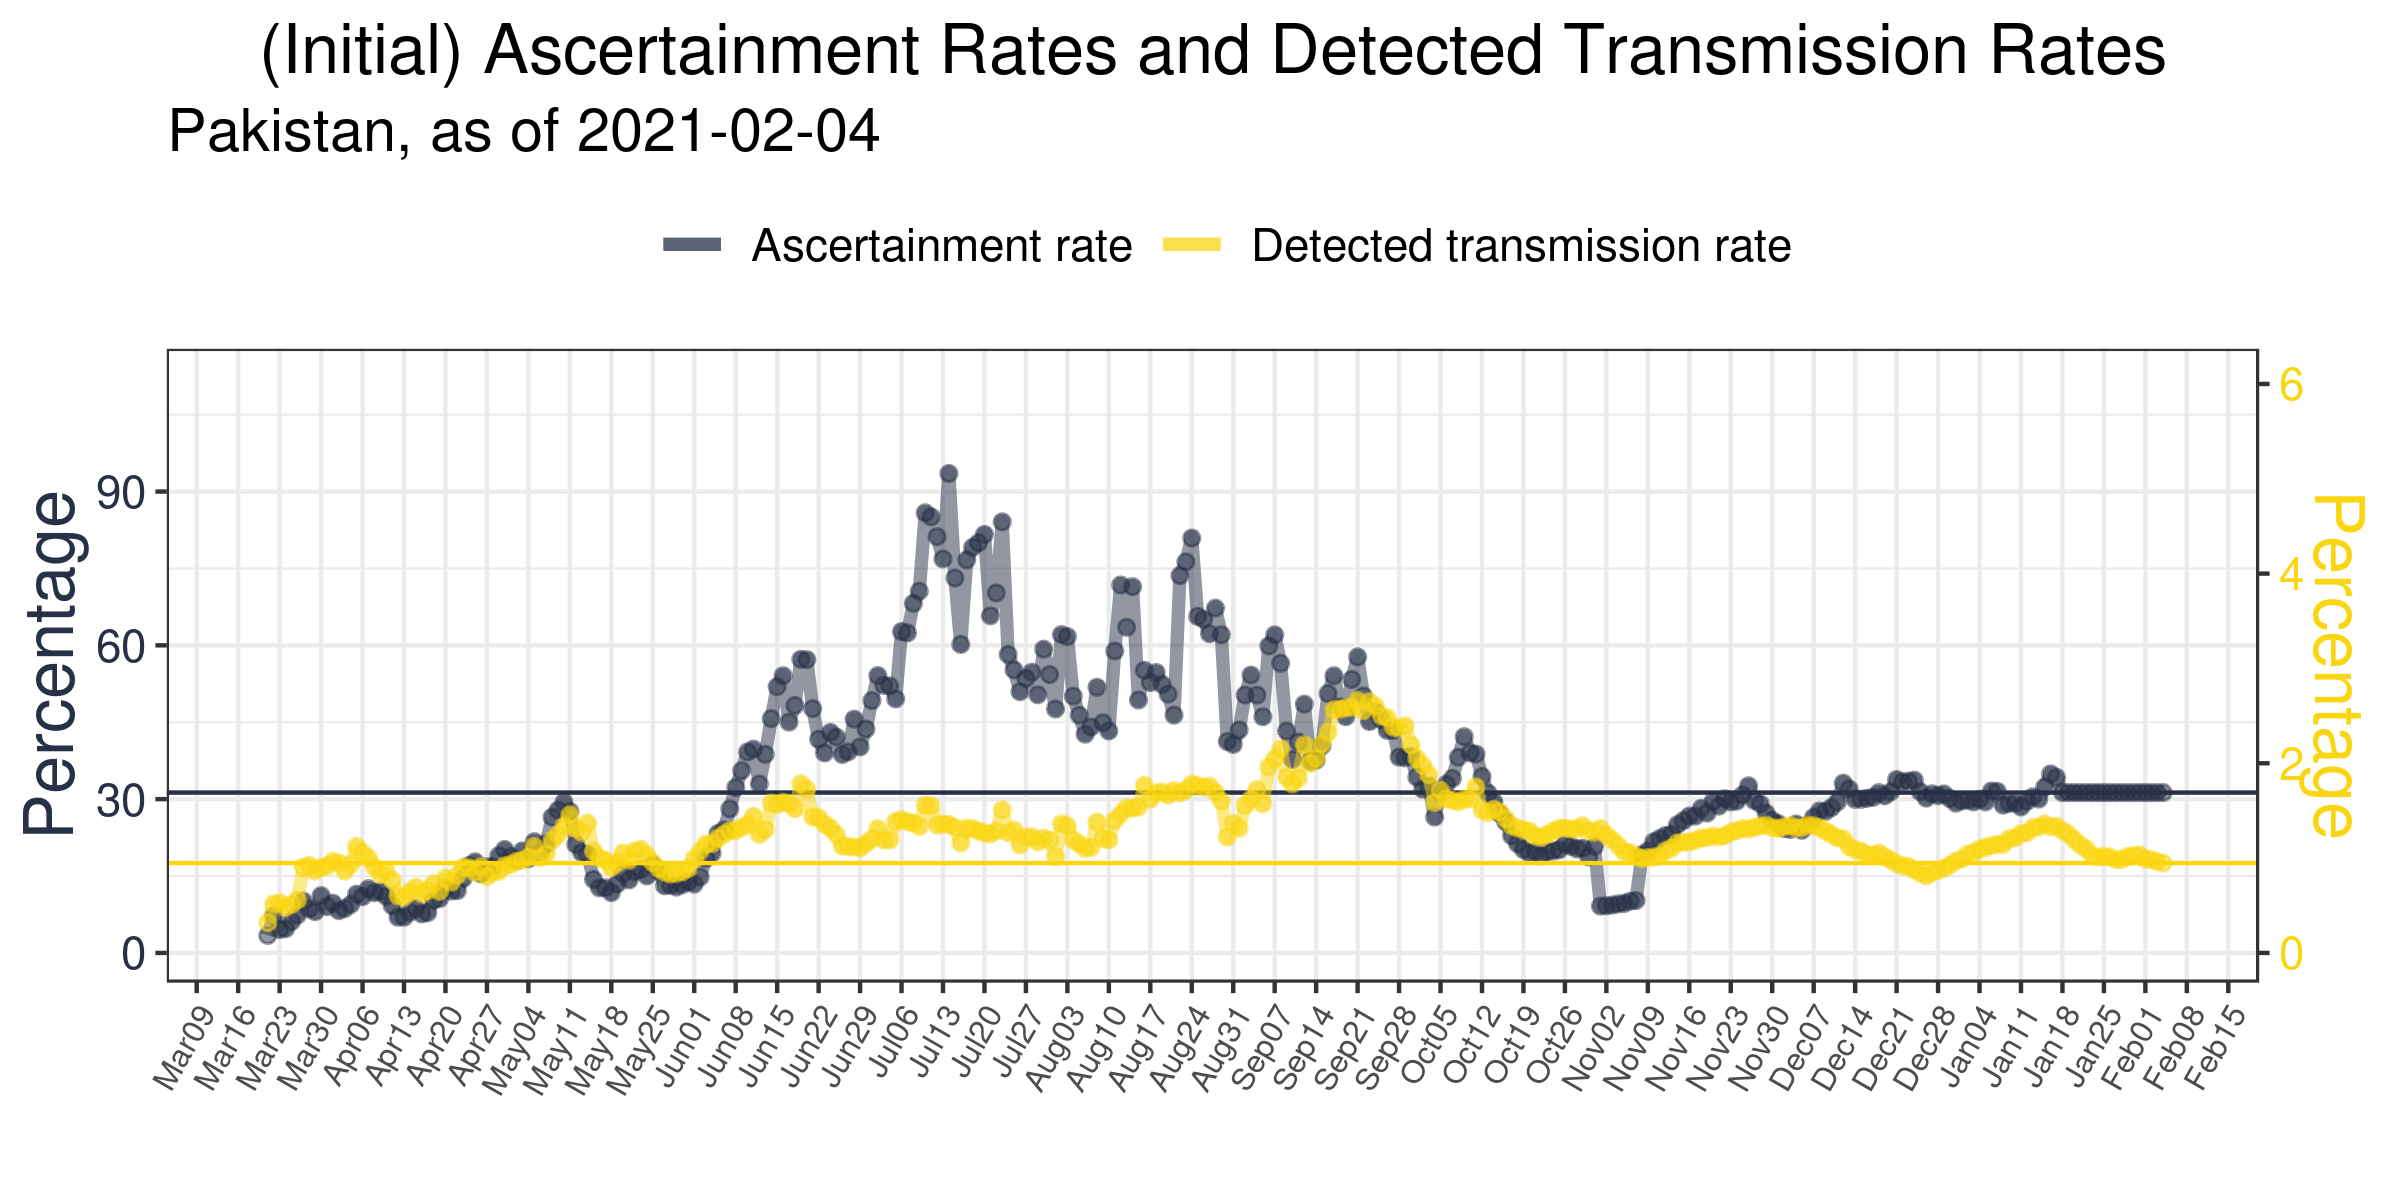 (Initial) Ascertainment Rates and Detected Transmission Rates
Pakistan, as of 2021-02-04
Ascertainment rate Detected transmission rate
Percentage
90
60
30
0
6
4
2
0
Percentage
Mar09 Mar16 Mar23 Mar30 Apr06 Apr13 Apr20 Apr27 May04 May11 May18 May25 Jun01 Jun08 Jun15 Jun22 Jun29 Jul06 Jul13 Jul20 Jul27 Aug03 Aug10 Aug17 Aug24 Aug31 Sep07 Sep14 Sep21 Sep28 Oct05 Oct12 Oct19 Oct26 Nov02 Nov09 Nov16 Nov23 Nov30 Dec07 Dec14 Dec21 Dec28 Jan04 Jan11 Jan18 Jan25 Feb01 Feb08 Feb15